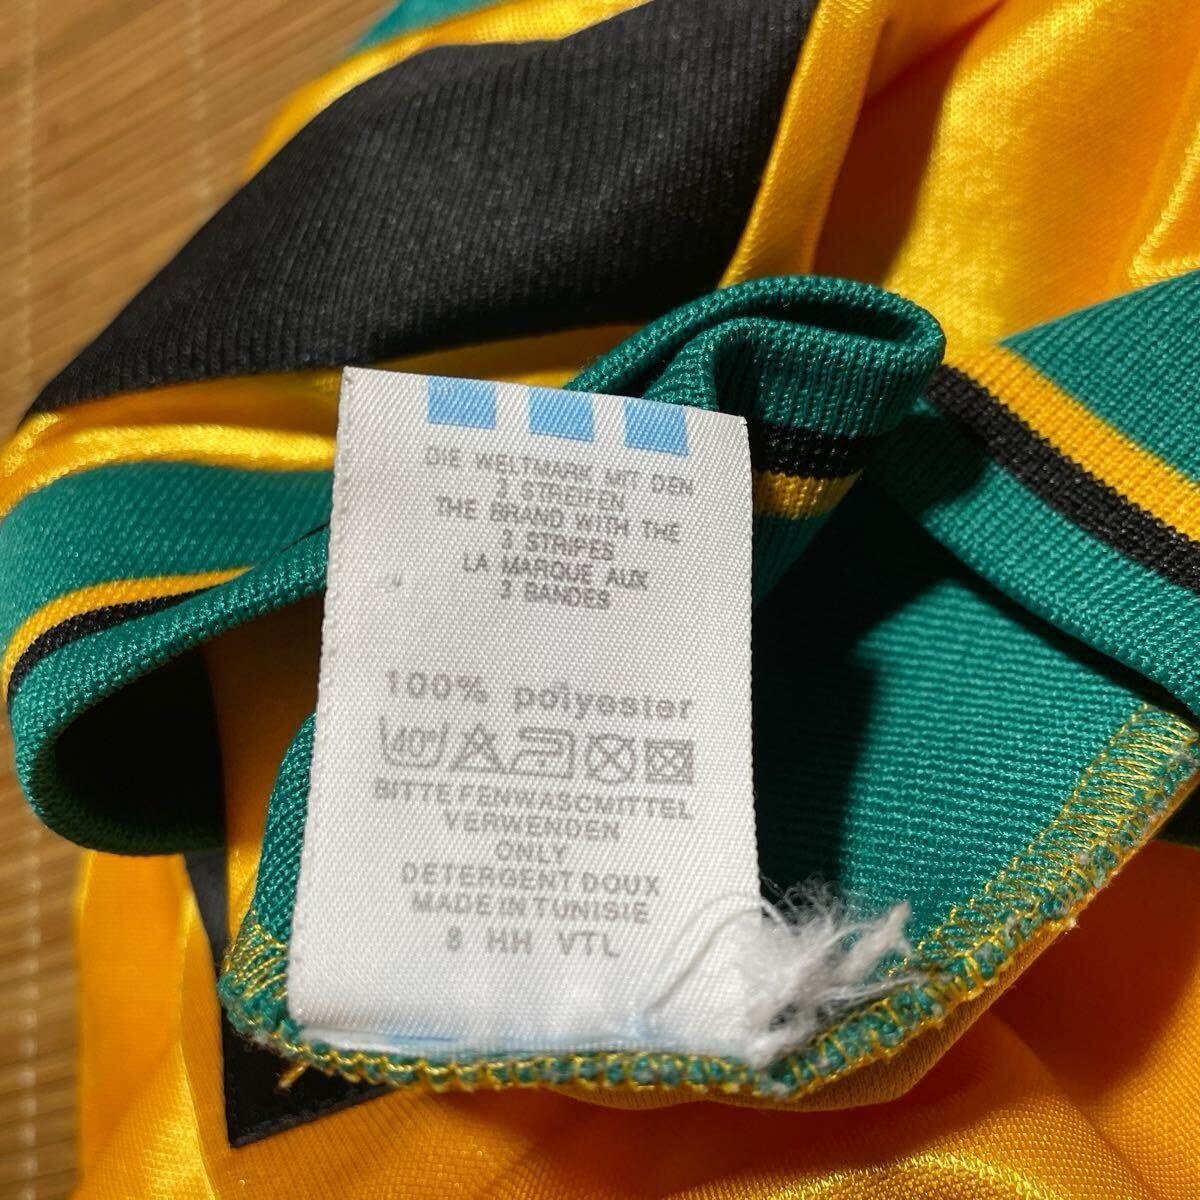 DIE WELTMARK MIT DEN
3 STREIFEN
THE BRAND WITH THE
3 STRIPES
LA MARQUE AUX
3 BANDES
100% polyester
40°
BITTE FENWASCMITTEL
VERWENDEN
ONLY
DETERGENT DOUX
MADE IN TUNISIE
8 HH VTL